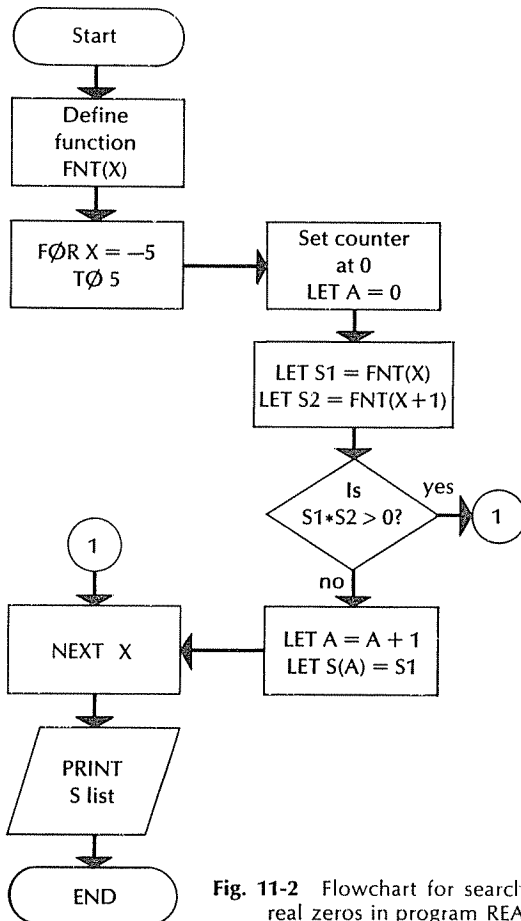 Start
Define
function
FNT(X)
FØR X = −5
TØ 5
Set counter
at 0
LET A = 0
LET S1 = FNT(X)
LET S2 = FNT(X+1)
Is
S1*S2 > 0?
yes
1
no
LET A = A + 1
LET S(A) = S1
1
NEXT X
PRINT
S list
END
Fig. 11-2 Flowchart for
real zeros in program